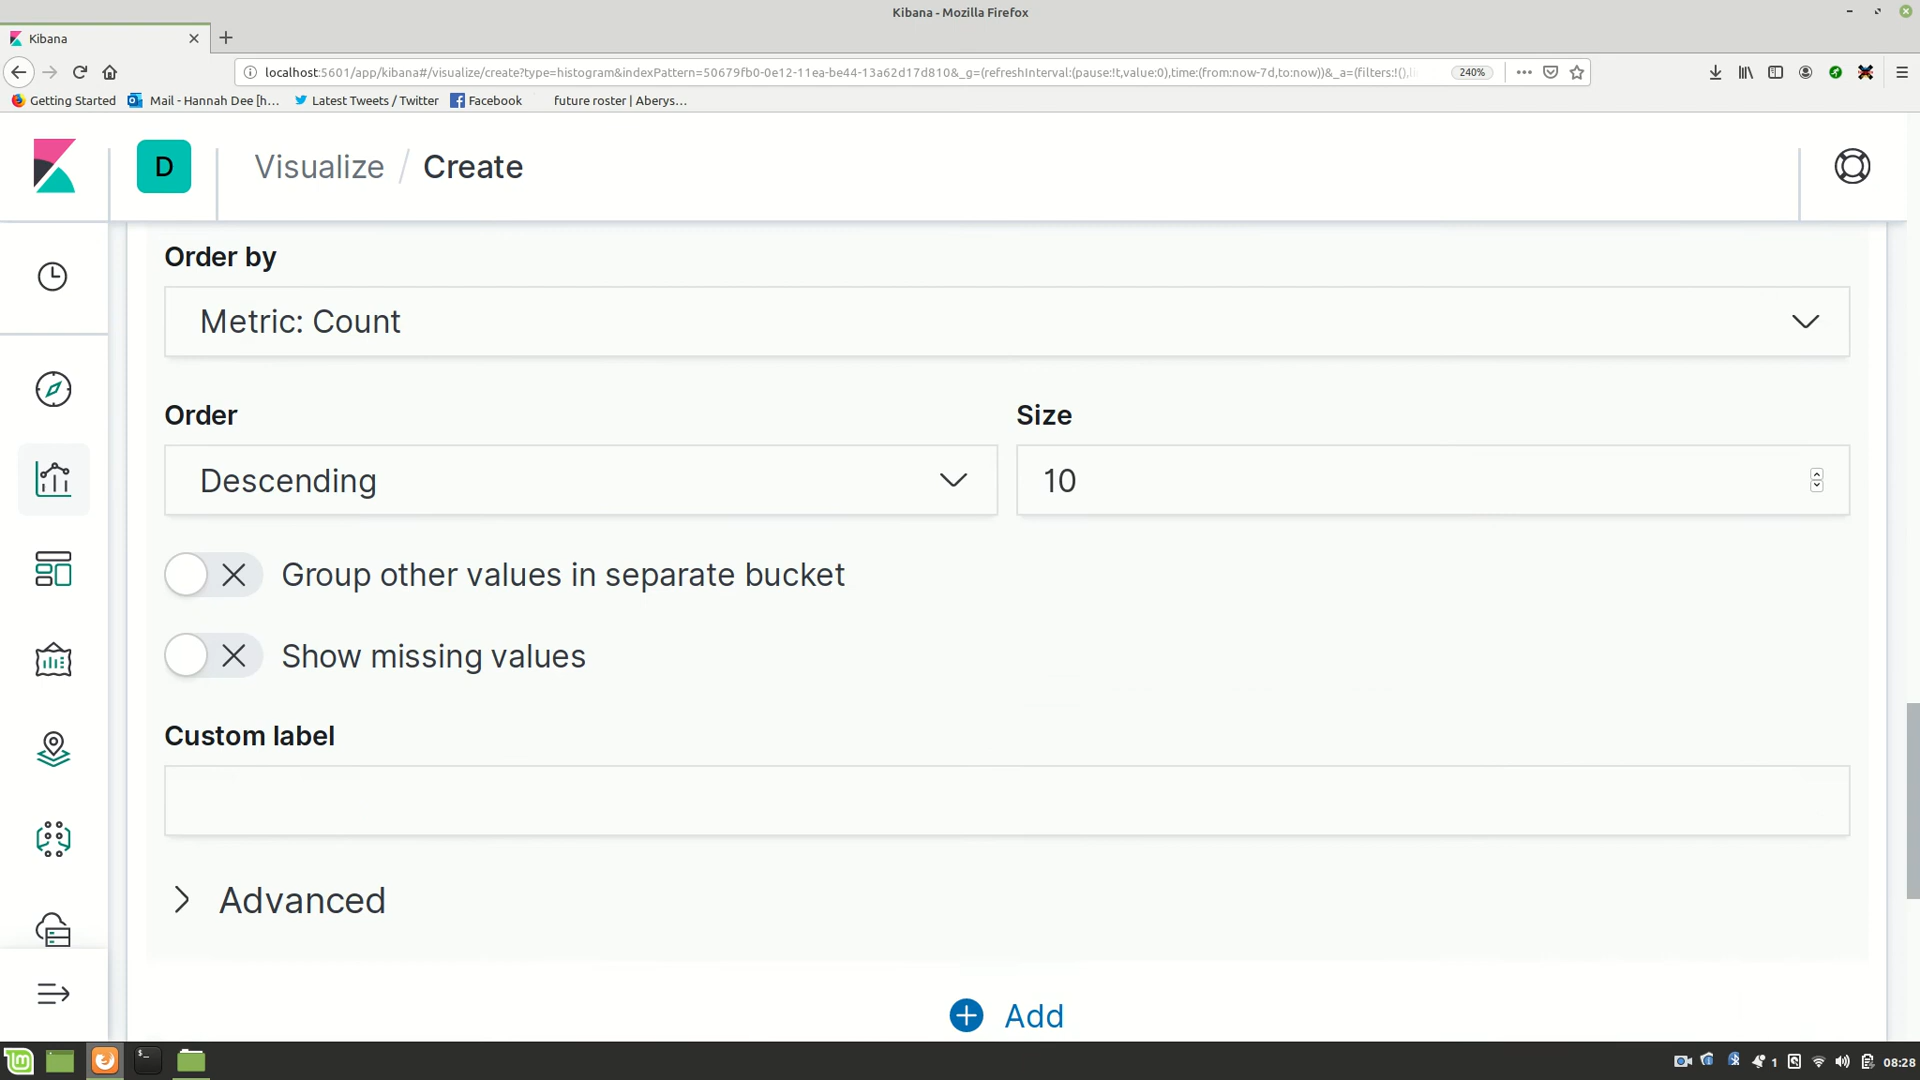 Kibana - Mozilla Firefox
Kibana
localhost:5601/app/kibana#/visualize/create?type=histogram&indexPattern=50679fb0-0e12-11ea-be44-13a62d17d810&_g=(refreshInterval:(pause:!t,value:0),time:(from:now-7d,to:now))&_a=(filters:!(),
240%
Getting Started
Mail - Hannah Dee [h...
Latest Tweets / Twitter
Facebook
future roster | Aberys...
D
Visualize / Create
Order by
Metric: Count
Order
Size
Descending
10
Group other values in separate bucket
Show missing values
Custom label
Advanced
Add
1
08:28